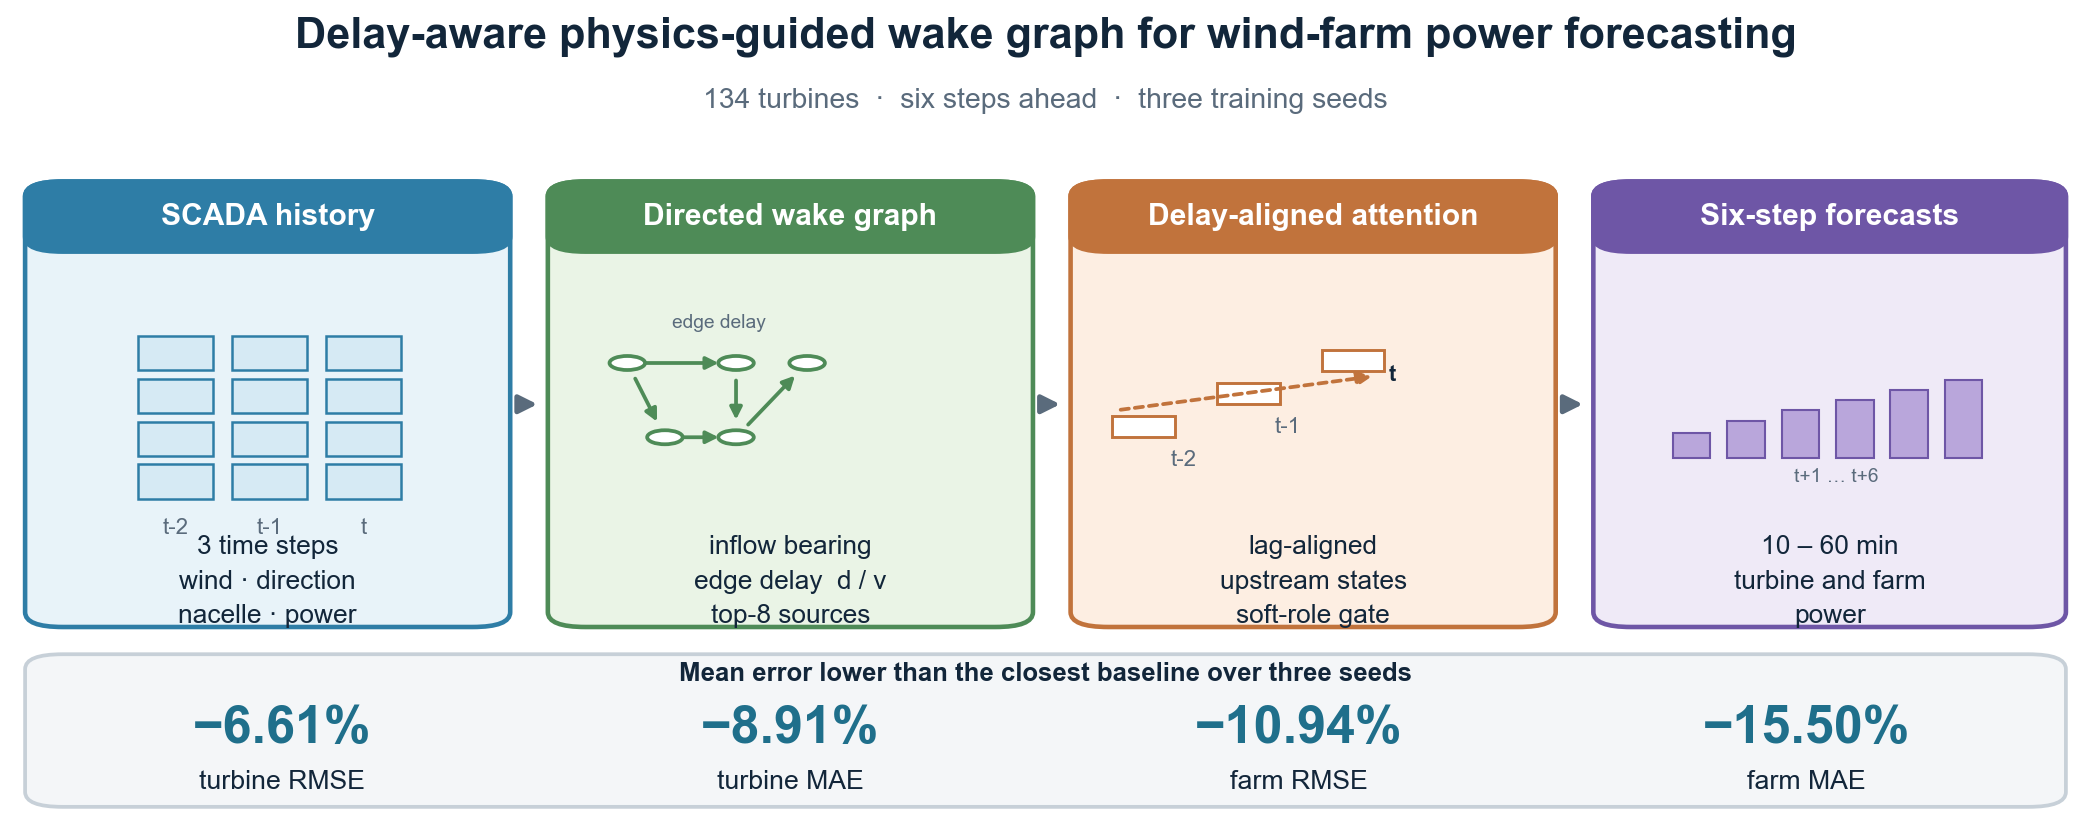 Delay-aware physics-guided wake graph for wind-farm power forecasting
134 turbines · six steps ahead · three training seeds
SCADA history
t-2 t-1 t
3 time steps
wind · direction
nacelle · power
Directed wake graph
edge delay
inflow bearing
edge delay d / v
top-8 sources
Delay-aligned attention
t
t-1
t-2
lag-aligned
upstream states
soft-role gate
Six-step forecasts
t+1 … t+6
10 – 60 min
turbine and farm
power
Mean error lower than the closest baseline over three seeds
−6.61% −8.91% −10.94% −15.50%
turbine RMSE turbine MAE farm RMSE farm MAE